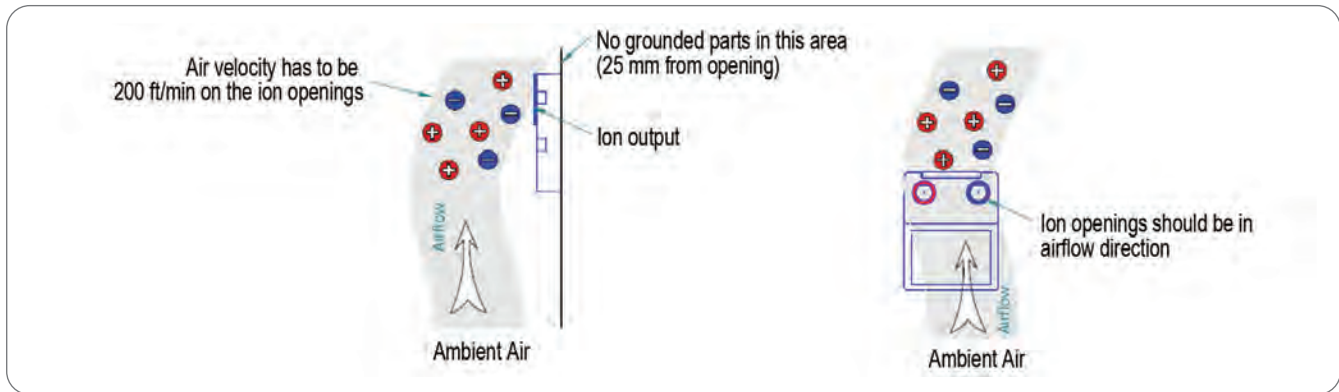 Air velocity has to be
200 ft/min on the ion openings
No grounded parts in this area
(25 mm from opening)
Ion output
Airflow
Ambient Air
Ion openings should be in
airflow direction
Airflow
Ambient Air